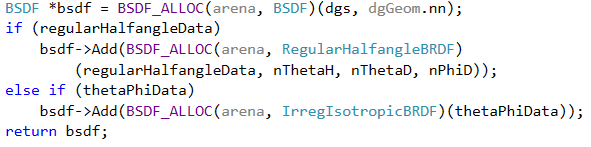 BSDF *bsdf = BSDF_ALLOC(arena, BSDF)(dgs, dgGeom.nn);
if (regularHalfangleData)
    bsdf->Add(BSDF_ALLOC(arena, RegularHalfangleBRDF)
        (regularHalfangleData, nThetaH, nThetaD, nPhiD));
else if (thetaPhiData)
    bsdf->Add(BSDF_ALLOC(arena, IrregIsotropicBRDF)(thetaPhiData));
return bsdf;